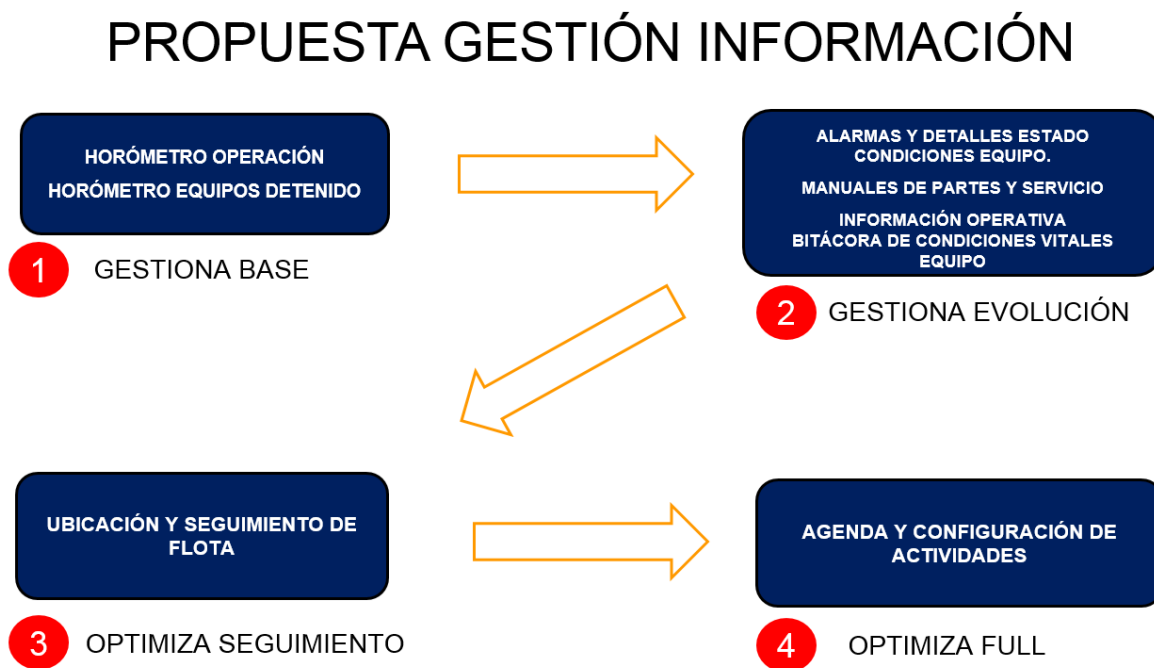 PROPUESTA GESTIÓN INFORMACIÓN
HORÓMETRO OPERACIÓN
HORÓMETRO EQUIPOS DETENIDO
1 GESTIONA BASE
ALARMAS Y DETALLES ESTADO
CONDICIONES EQUIPO.
MANUALES DE PARTES Y SERVICIO
INFORMACIÓN OPERATIVA
BITÁCORA DE CONDICIONES VITALES
EQUIPO
2 GESTIONA EVOLUCIÓN
UBICACIÓN Y SEGUIMIENTO DE
FLOTA
3 OPTIMIZA SEGUIMIENTO
AGENDA Y CONFIGURACIÓN DE
ACTIVIDADES
4 OPTIMIZA FULL